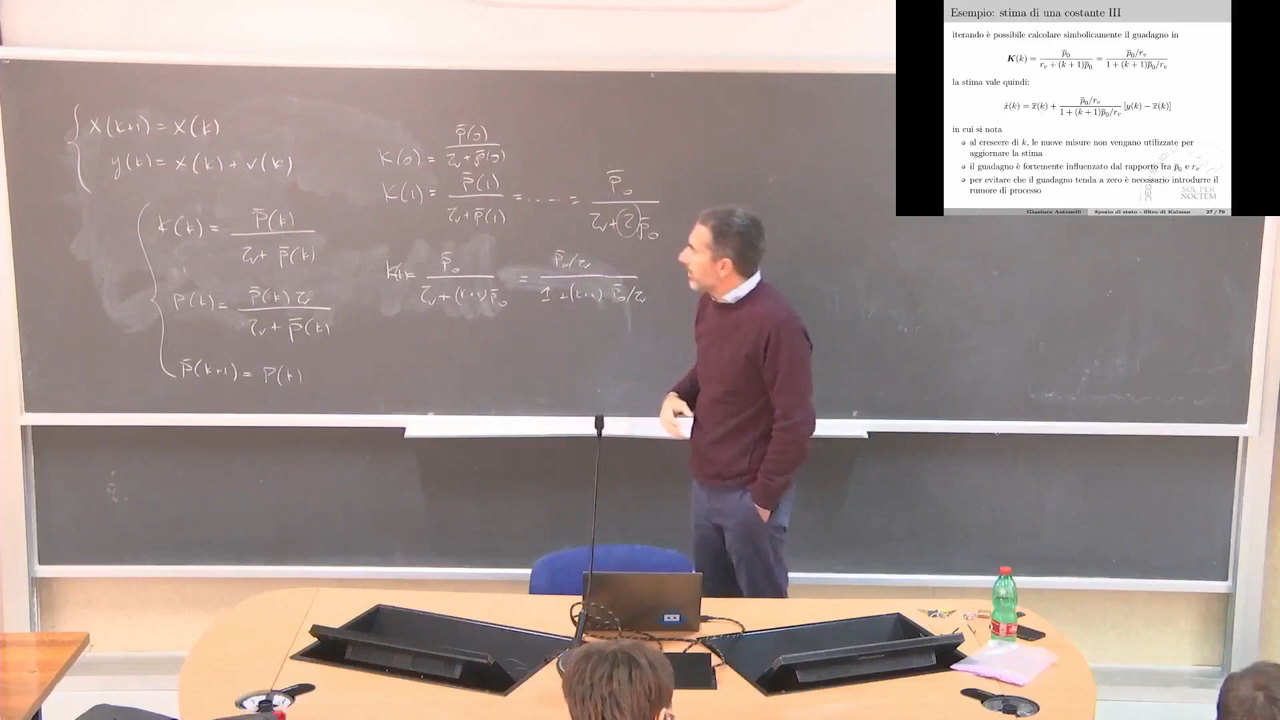 x(k+1) = x(k)
y(k) = x(k) + v(k)
K(k) = p̄(k) / r_v + p̄(k)
P(k) = p̄(k) r_v / r_v + p̄(k)
p̄(k+1) = P(k)
K(0) = p̄(0) / r_v + p̄(0)
K(1) = p̄(1) / r_v + p̄(1) = ..... = p̄_0 / r_v + (2) p̄_0
p̄_0 / r_v + (k+1) p̄_0 = p̄_0/r_v / 1 + (k+1) p̄_0/r_v
Esempio: stima di una costante III
iterando è possibile calcolare simbolicamente il guadagno in
K(k) = p̄_0 / r_v + (k+1)p̄_0 = p̄_0/r_v / 1 + (k+1)p̄_0/r_v
la stima vale quindi:
x̂(k) = x̄(k) + p̄_0/r_v / 1 + (k+1)p̄_0/r_v [y(k) − x̄(k)]
in cui si nota
al crescere di k, le nuove misure non vengano utilizzate per
aggiornare la stima
il guadagno è fortemente influenzato dal rapporto fra p̄_0 e r_v
per evitare che il guadagno tenda a zero è necessario introdurre il
rumore di processo
SOL PER
NOCTEM
Gianluca Antonelli Spazio di stato - filtro di Kalman 27 / 79